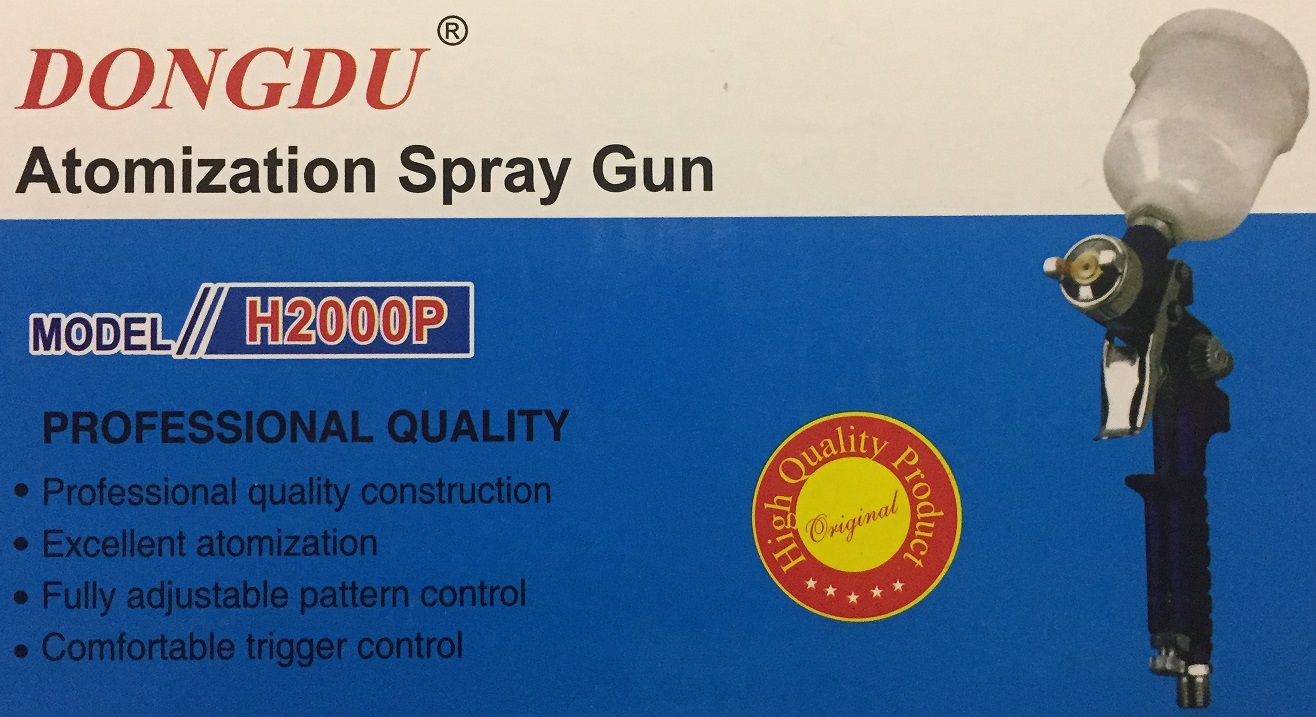 DONGDU®
Atomization Spray Gun
MODEL H2000P
PROFESSIONAL QUALITY
• Professional quality construction
• Excellent atomization
• Fully adjustable pattern control
• Comfortable trigger control
High Quality Product
Original